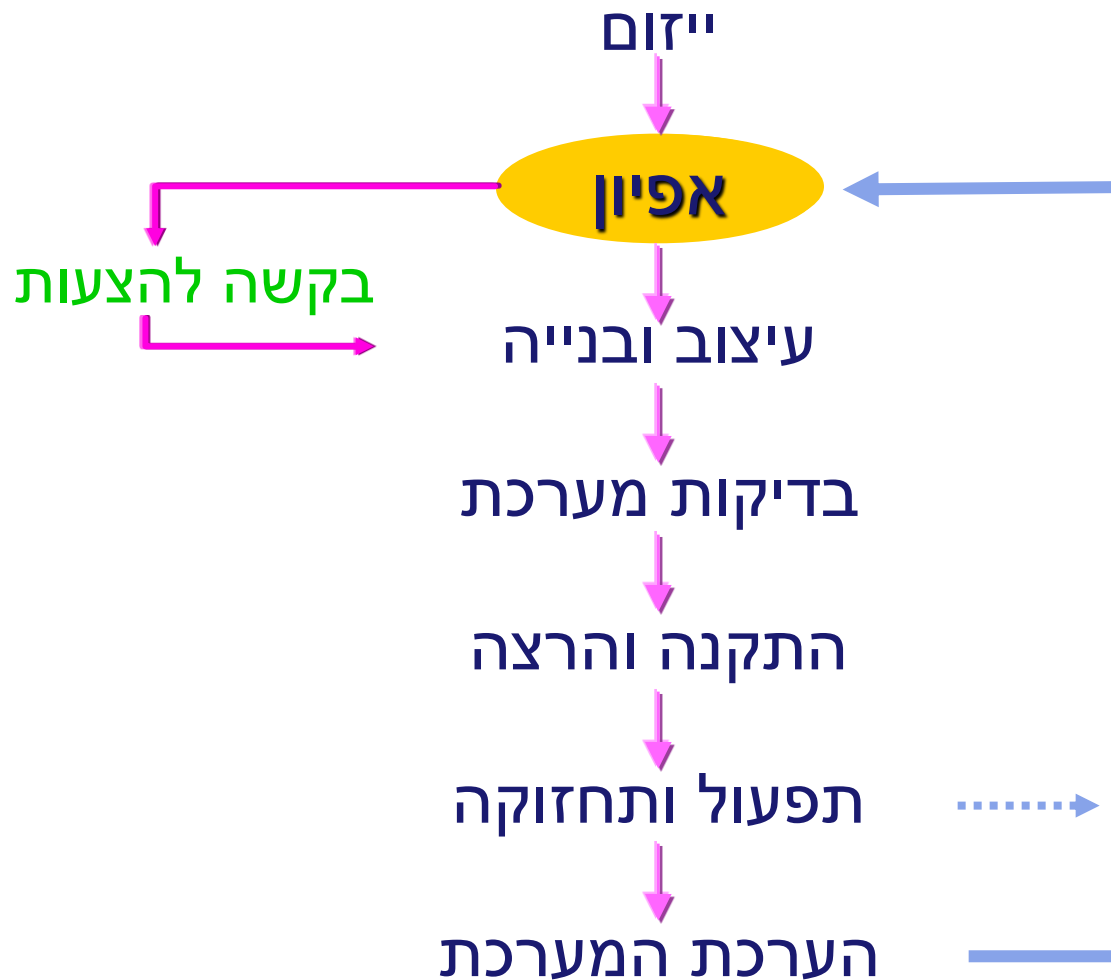 ייזום
אפיון
בקשה להצעות
עיצוב ובנייה
בדיקות מערכת
התקנה והרצה
תפעול ותחזוקה
הערכת המערכת